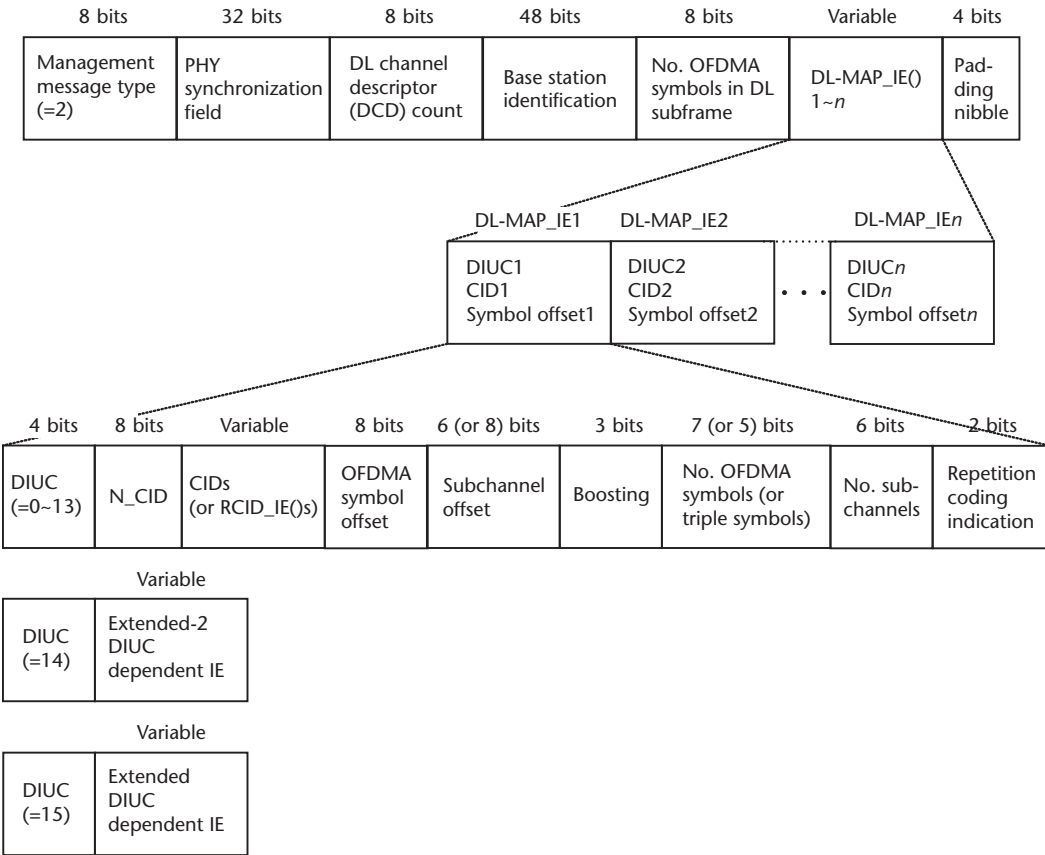 8 bits 32 bits 8 bits 48 bits 8 bits Variable 4 bits
Management
message type
(=2)
PHY
synchronization
field
DL channel
descriptor
(DCD) count
Base station
identification
No. OFDMA
symbols in DL
subframe
DL-MAP_IE()
1~n
Pad-
ding
nibble
DL-MAP_IE1 DL-MAP_IE2 DL-MAP_IEn
DIUC1
CID1
Symbol offset1
DIUC2
CID2
Symbol offset2
• • •
DIUCn
CIDn
Symbol offsetn
4 bits 8 bits Variable 8 bits 6 (or 8) bits 3 bits 7 (or 5) bits 6 bits 2 bits
DIUC
(=0~13)
N_CID
CIDs
(or RCID_IE()s)
OFDMA
symbol
offset
Subchannel
offset
Boosting
No. OFDMA
symbols (or
triple symbols)
No. sub-
channels
Repetition
coding
indication
Variable
DIUC
(=14)
Extended-2
DIUC
dependent IE
Variable
DIUC
(=15)
Extended
DIUC
dependent IE